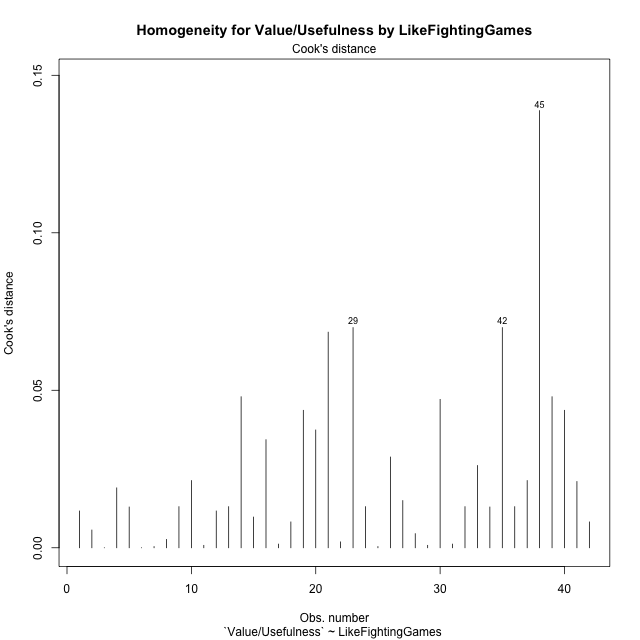 Homogeneity for Value/Usefulness by LikeFightingGames
Cook's distance
0.15
0.10
0.05
0.00
Cook's distance
45
29
42
0 10 20 30 40
Obs. number
`Value/Usefulness` ~ LikeFightingGames